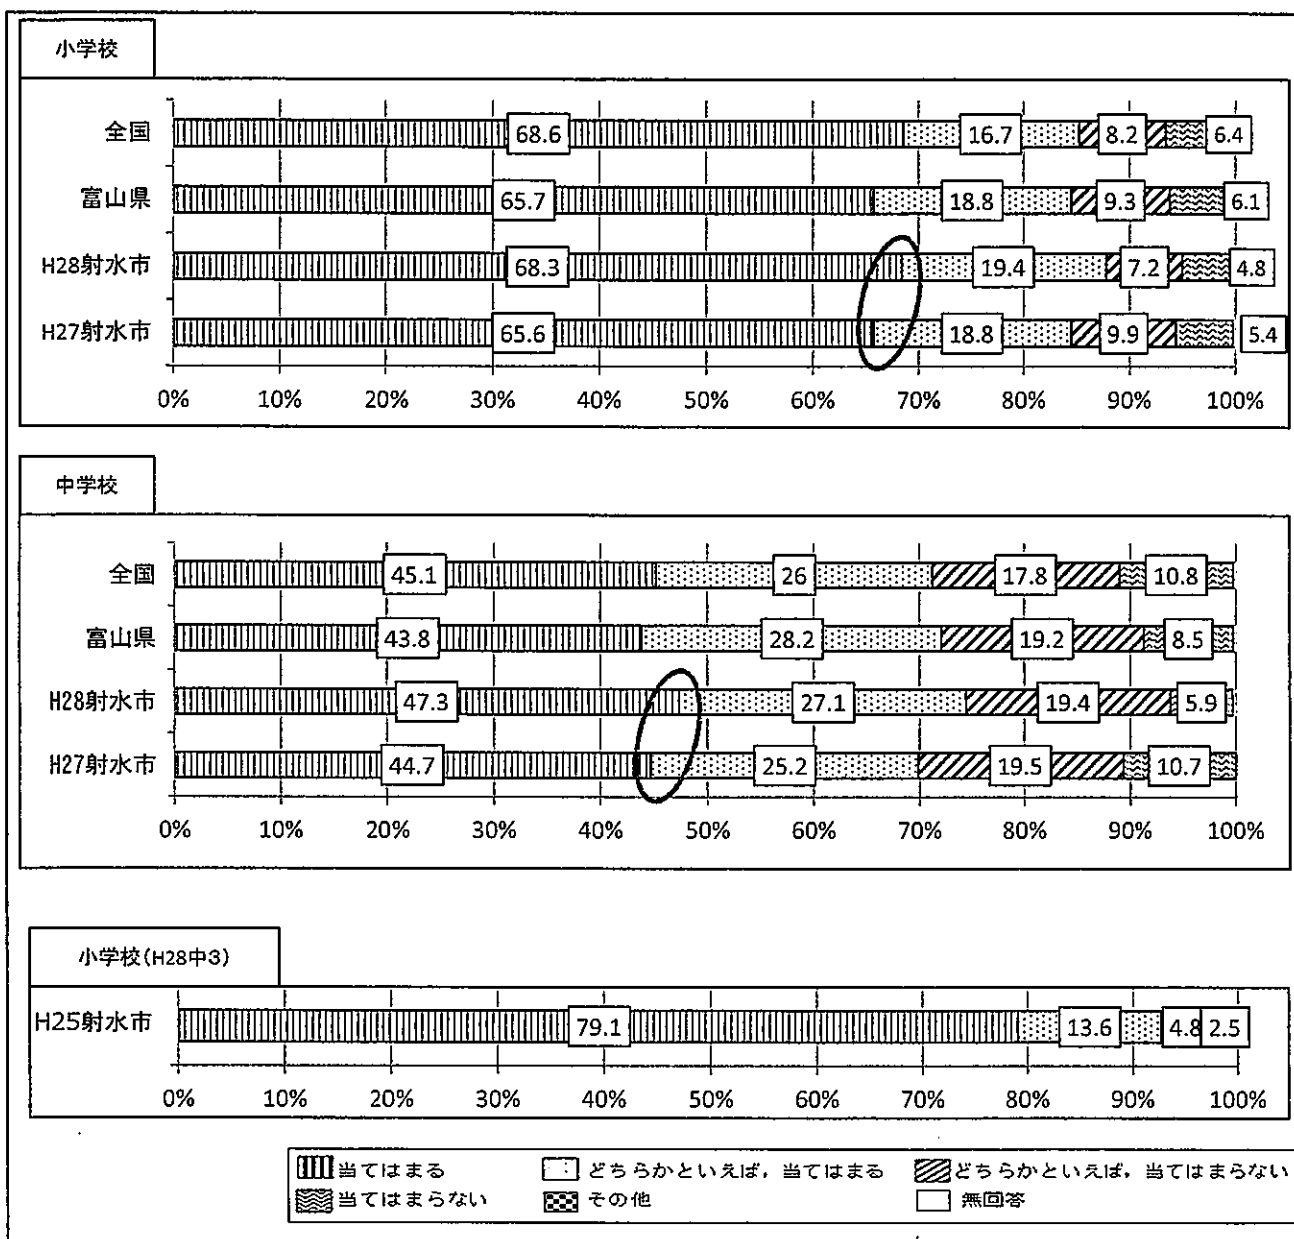 小学校
全国 68.6 16.7 8.2 6.4
富山県 65.7 18.8 9.3 6.1
H28射水市 68.3 19.4 7.2 4.8
H27射水市 65.6 18.8 9.9 5.4
0% 10% 20% 30% 40% 50% 60% 70% 80% 90% 100%
中学校
全国 45.1 26 17.8 10.8
富山県 43.8 28.2 19.2 8.5
H28射水市 47.3 27.1 19.4 5.9
H27射水市 44.7 25.2 19.5 10.7
0% 10% 20% 30% 40% 50% 60% 70% 80% 90% 100%
小学校(H28中3)
H25射水市 79.1 13.6 4.8 2.5
0% 10% 20% 30% 40% 50% 60% 70% 80% 90% 100%
当てはまる どちらかといえば，当てはまる どちらかといえば，当てはまらない
当てはまらない その他 無回答